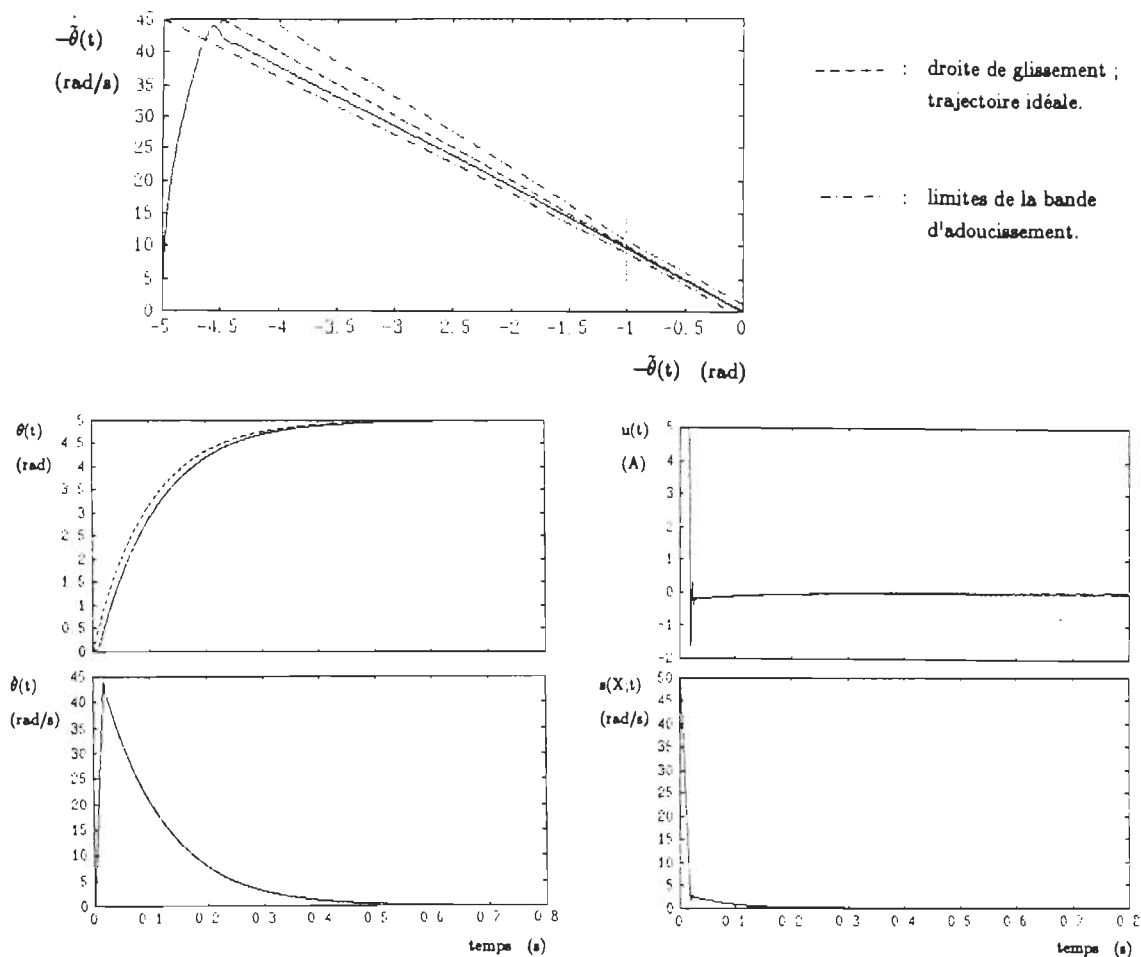 45
40
35
30
25
20
15
10
5
0
−θ̃̇(t)
(rad/s)
-5 -4.5 -4 -3.5 -3 -2.5 -2 -1.5 -1 -0.5 0
−θ̃(t) (rad)
: droite de glissement ;
trajectoire idéale.
: limites de la bande
d'adoucissement.
θ(t)
(rad)
5
4 5
4
3 5
3
2 5
2
1 5
1
0 5
0
u(t)
(A)
5
4
3
2
1
0
-1
-2
θ̇(t)
(rad/s)
45
40
35
30
25
20
15
10
5
0
0 0.1 0.2 0.3 0.4 0.5 0.6 0.7 0.8
temps (s)
s(X;t)
(rad/s)
50
45
40
35
30
25
20
15
10
5
0
0 0.1 0.2 0.3 0.4 0.5 0.6 0.7
temps (s)